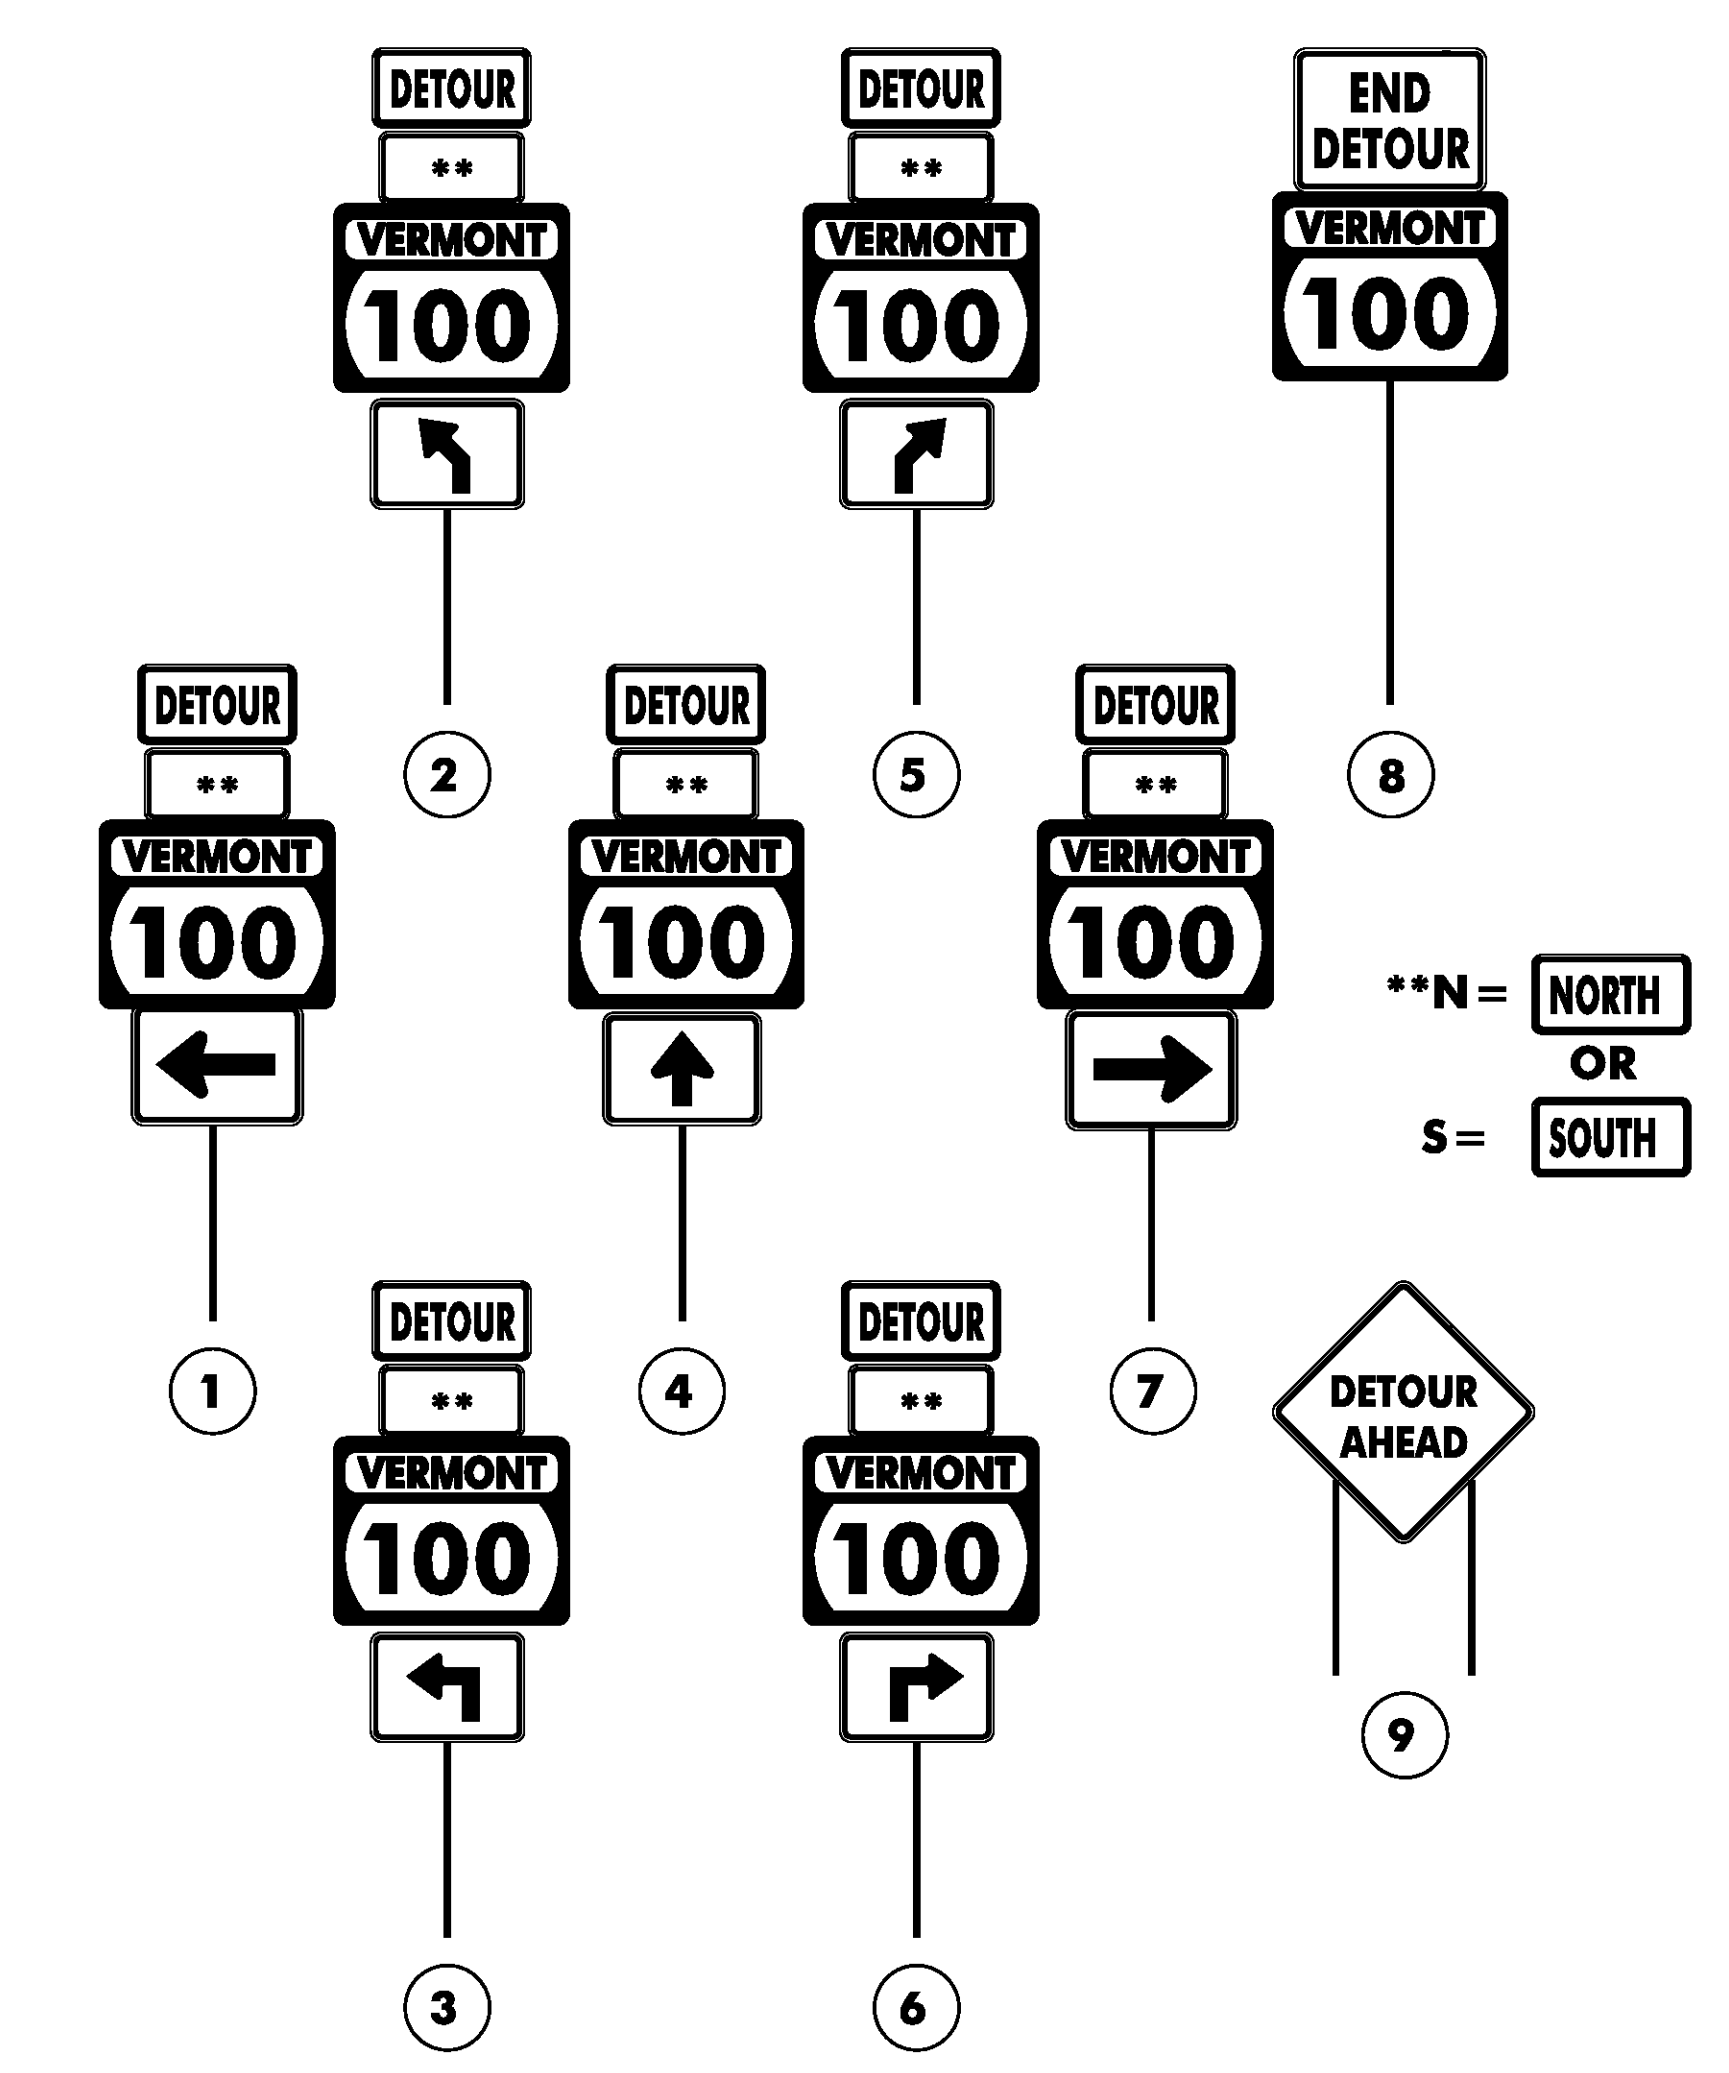 DETOUR
**
VERMONT
100
2
DETOUR
**
VERMONT
100
5
END
DETOUR
VERMONT
100
8
DETOUR
**
VERMONT
100
1
DETOUR
**
VERMONT
100
4
DETOUR
**
VERMONT
100
7
**N = NORTH
OR
S = SOUTH
DETOUR
**
VERMONT
100
3
DETOUR
**
VERMONT
100
6
DETOUR
AHEAD
9